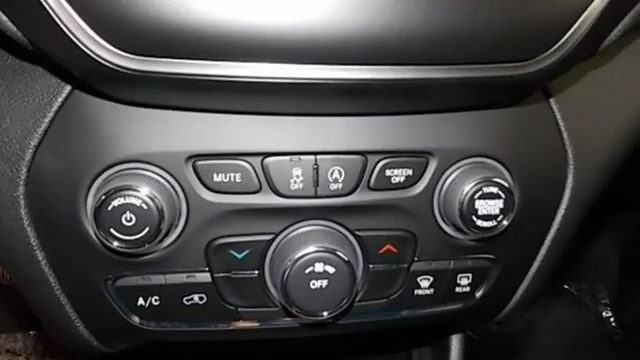 MUTE
OFF
OFF
SCREEN
OFF
VOLUME
TUNE
BROWSE
ENTER
SCROLL
OFF
A/C
FRONT
REAR